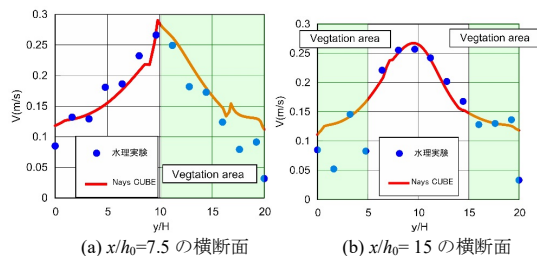 0.3
0.25
0.2
0.15
0.1
0.05
0
V(m/s)
水理実験
Nays CUBE
Vegtation area
0 5 10 15 20
y/H
(a) x/h₀=7.5 の横断面
Vegtation area
Vegtation area
0.3
0.25
0.2
0.15
0.1
0.05
0
V(m/s)
水理実験
Nays CUBE
0 5 10 15 20
y/H
(b) x/h₀= 15 の横断面